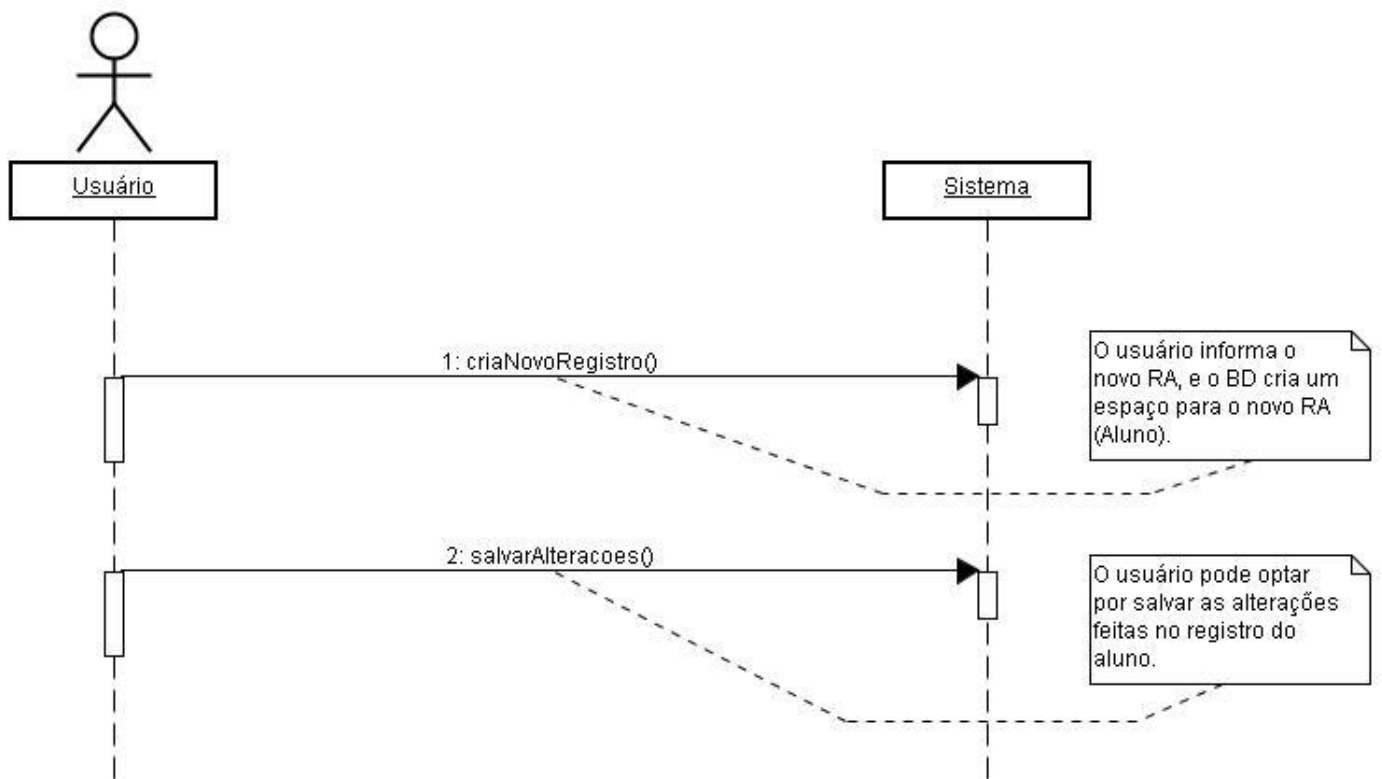 Usuário
Sistema
1: criaNovoRegistro()
O usuário informa o
novo RA, e o BD cria um
espaço para o novo RA
(Aluno).
2: salvarAlteracoes()
O usuário pode optar
por salvar as alteraçőes
feitas no registro do
aluno.